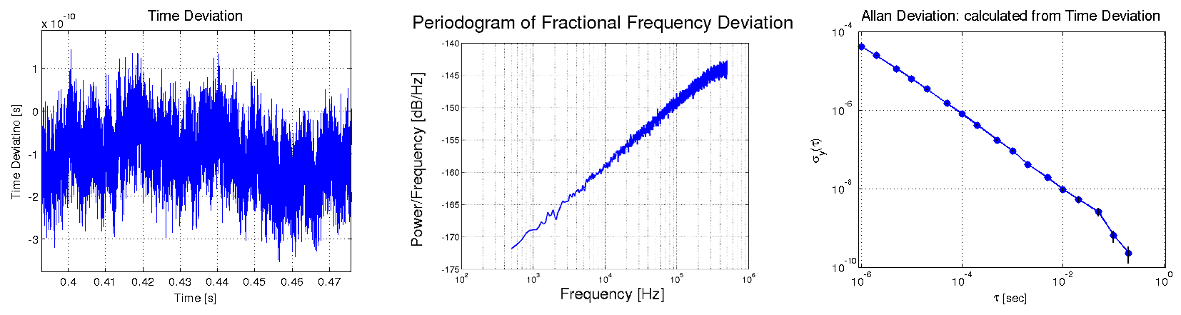 Time Deviation
x 10^-10
1
0
-1
-2
-3
Time Deviatino [s]
0.4 0.41 0.42 0.43 0.44 0.45 0.46 0.47
Time [s]
Periodogram of Fractional Frequency Deviation
-140
-145
-150
-155
-160
-165
-170
-175
Power/Frequency [dB/Hz]
10^2 10^3 10^4 10^5 10^6
Frequency [Hz]
Allan Deviation: calculated from Time Deviation
10^-4
10^-6
10^-8
10^-10
σ_y(τ)
10^-6 10^-4 10^-2 10^0
τ [sec]